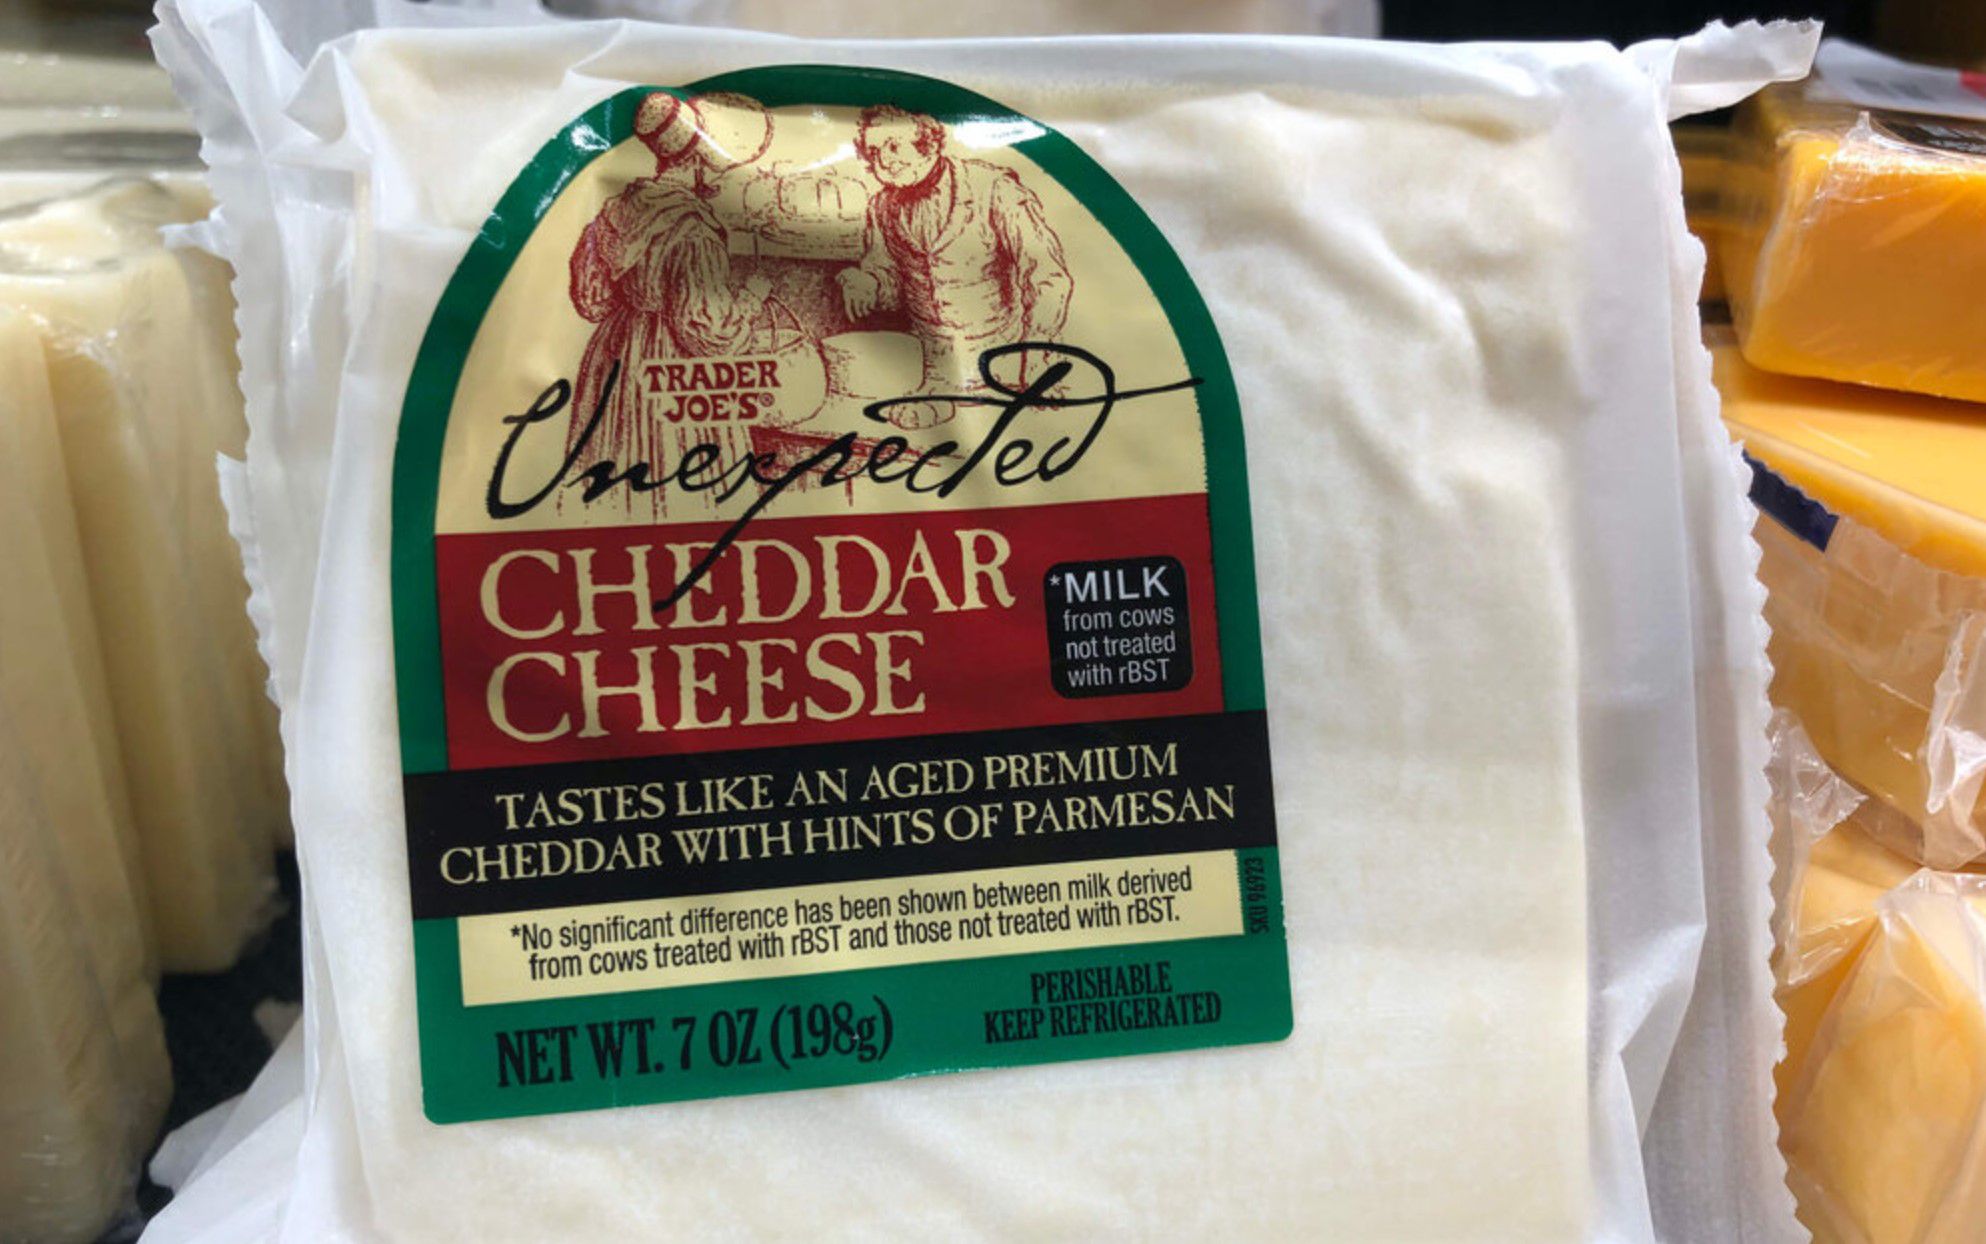 TRADER
JOE'S®
Unexpected
CHEDDAR
CHEESE
*MILK
from cows
not treated
with rBST
TASTES LIKE AN AGED PREMIUM
CHEDDAR WITH HINTS OF PARMESAN
*No significant difference has been shown between milk derived
from cows treated with rBST and those not treated with rBST.
SKU 96923
NET WT. 7 OZ (198g)
PERISHABLE
KEEP REFRIGERATED